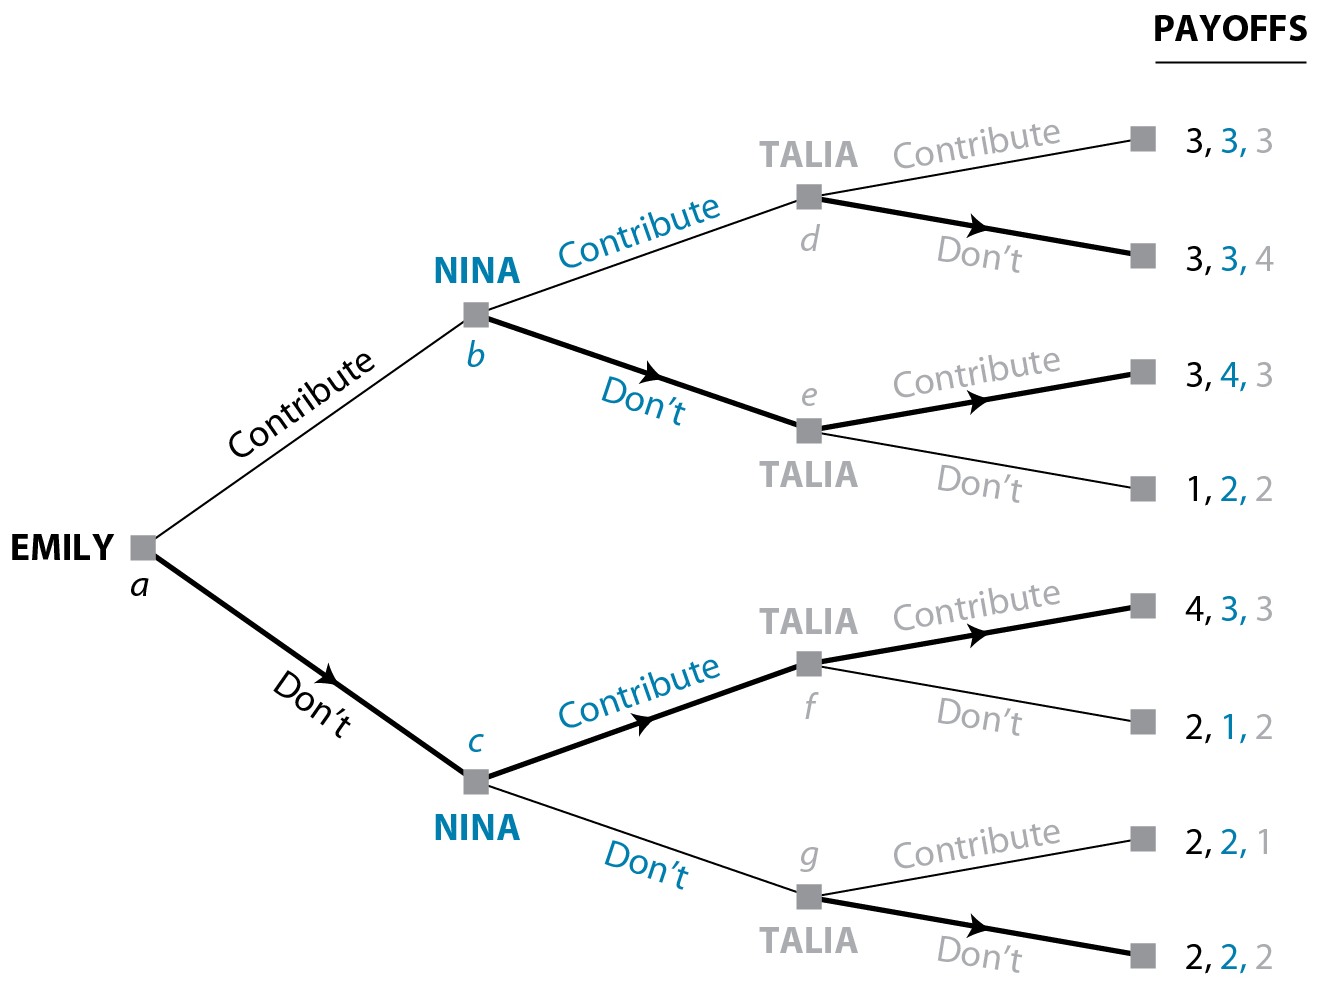 PAYOFFS
Contribute
3, 3, 3
TALIA
Contribute
d
Don't
3, 3, 4
NINA
b
Contribute
Don't
e
Contribute
3, 4, 3
TALIA
Don't
1, 2, 2
EMILY
a
Don't
TALIA
Contribute
4, 3, 3
Contribute
f
Don't
2, 1, 2
c
NINA
Don't
g
Contribute
2, 2, 1
TALIA
Don't
2, 2, 2